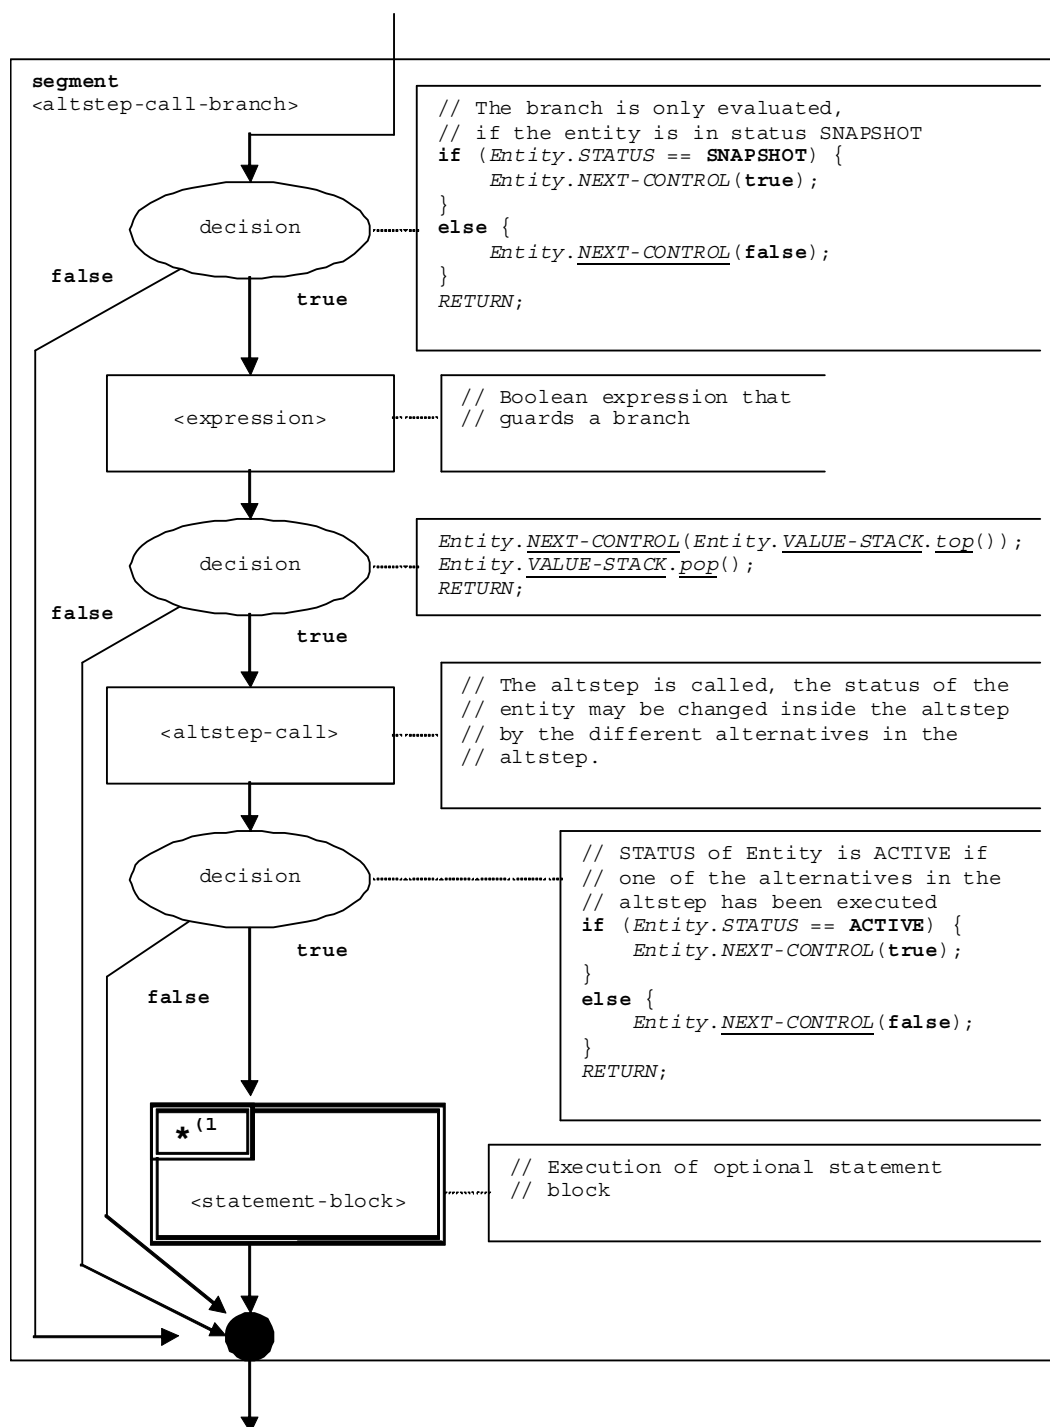 segment
<altstep-call-branch>
// The branch is only evaluated,
// if the entity is in status SNAPSHOT
if (Entity.STATUS == SNAPSHOT) {
Entity.NEXT-CONTROL(true);
}
else {
Entity.NEXT-CONTROL(false);
}
RETURN;
decision
false
true
<expression>
// Boolean expression that
// guards a branch
decision
Entity.NEXT-CONTROL(Entity.VALUE-STACK.top());
Entity.VALUE-STACK.pop();
RETURN;
false
true
<altstep-call>
// The altstep is called, the status of the
// entity may be changed inside the altstep
// by the different alternatives in the
// altstep.
decision
// STATUS of Entity is ACTIVE if
// one of the alternatives in the
// altstep has been executed
if (Entity.STATUS == ACTIVE) {
Entity.NEXT-CONTROL(true);
}
else {
Entity.NEXT-CONTROL(false);
}
RETURN;
true
false
*(1
<statement-block>
// Execution of optional statement
// block